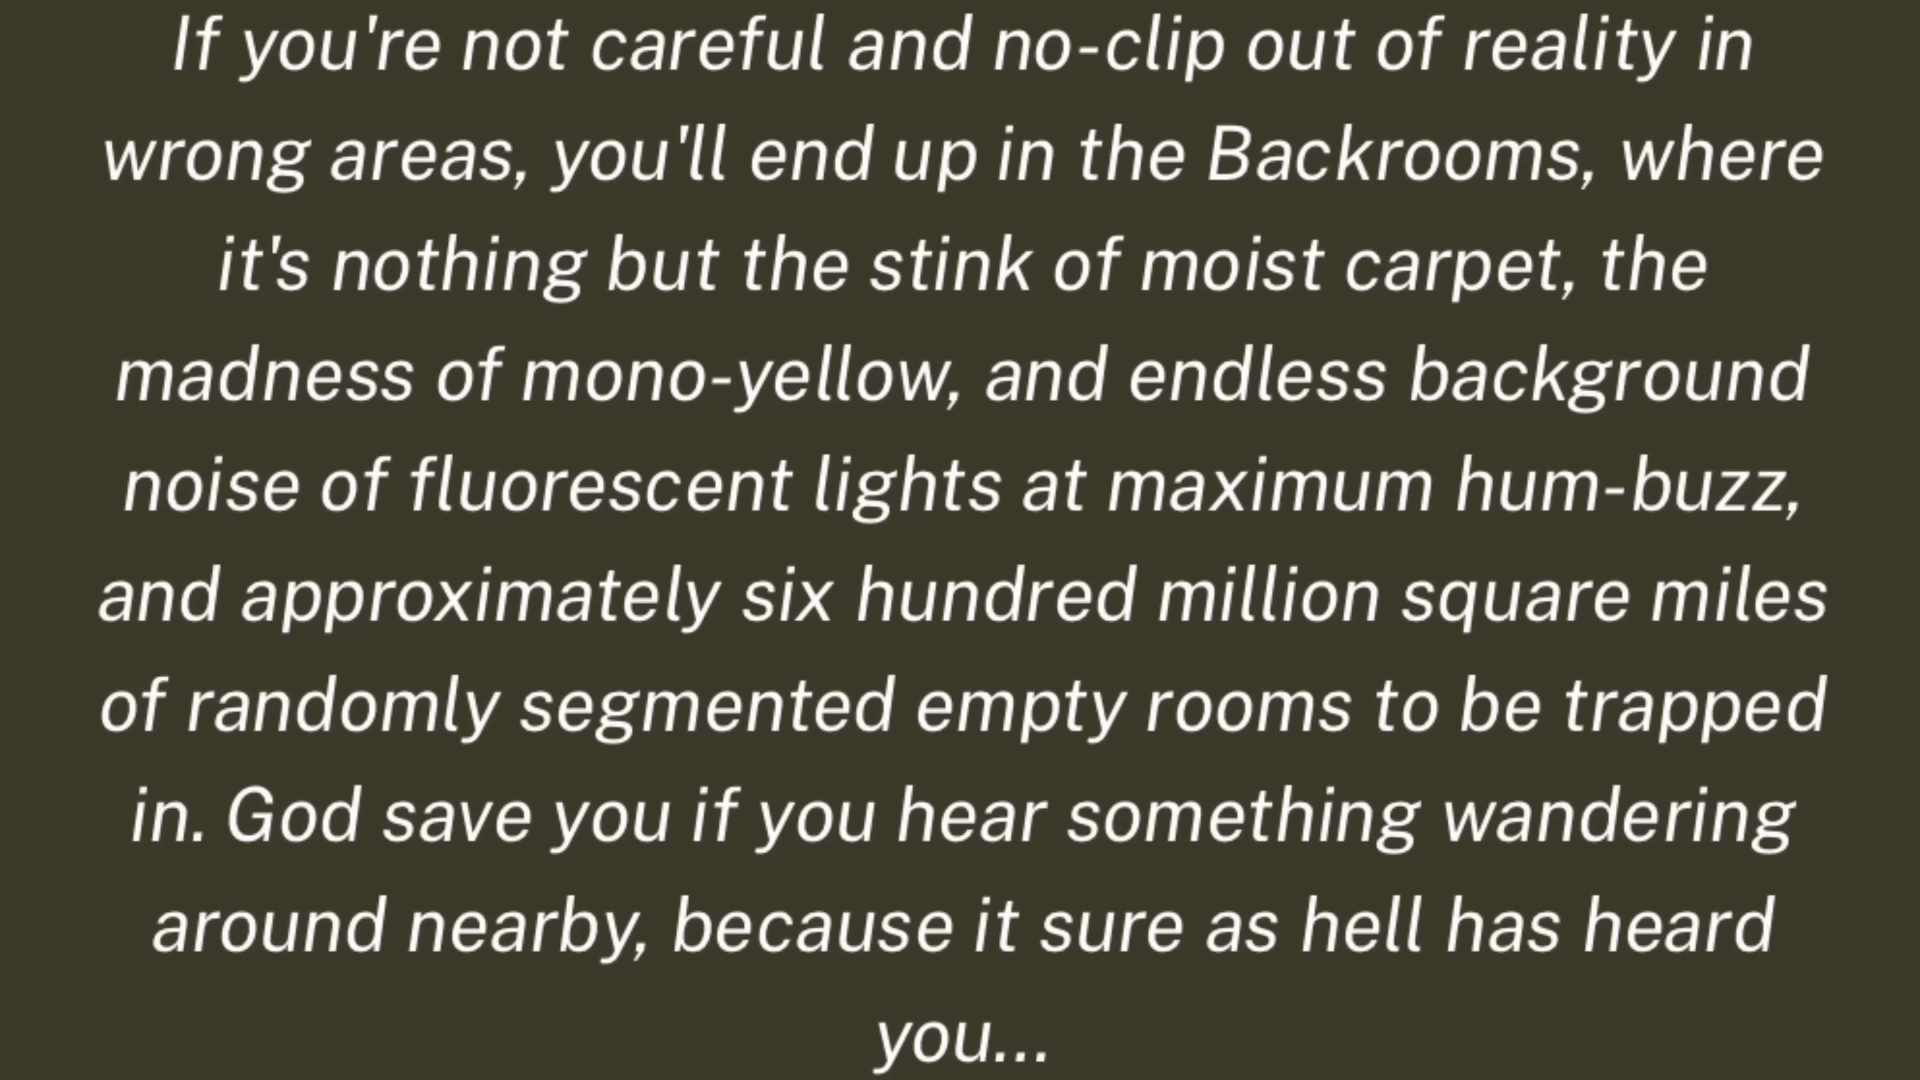 If you're not careful and no-clip out of reality in
wrong areas, you'll end up in the Backrooms, where
it's nothing but the stink of moist carpet, the
madness of mono-yellow, and endless background
noise of fluorescent lights at maximum hum-buzz,
and approximately six hundred million square miles
of randomly segmented empty rooms to be trapped
in. God save you if you hear something wandering
around nearby, because it sure as hell has heard
you...